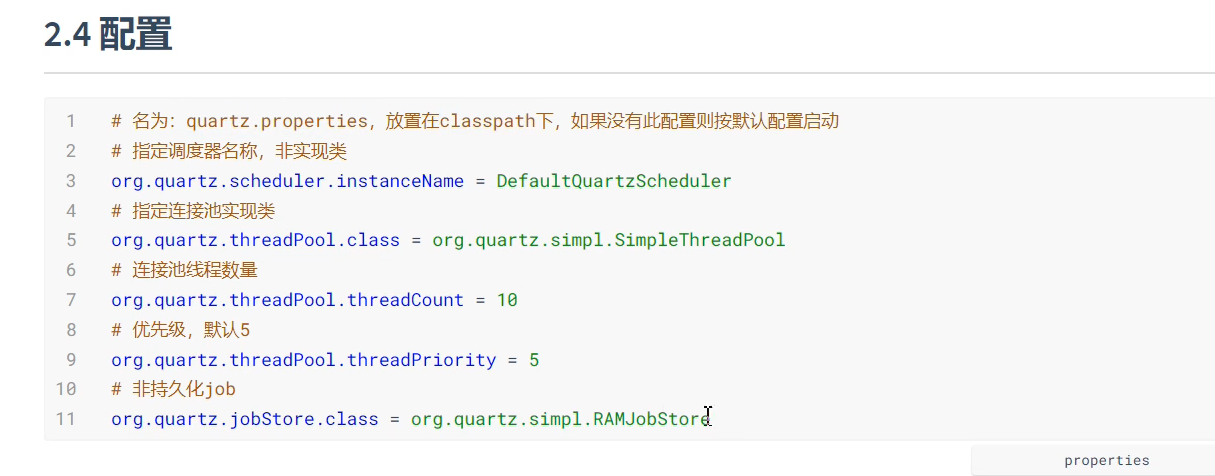 2.4 配置
1 # 名为：quartz.properties，放置在classpath下，如果没有此配置则按默认配置启动
2 # 指定调度器名称，非实现类
3 org.quartz.scheduler.instanceName = DefaultQuartzScheduler
4 # 指定连接池实现类
5 org.quartz.threadPool.class = org.quartz.simpl.SimpleThreadPool
6 # 连接池线程数量
7 org.quartz.threadPool.threadCount = 10
8 # 优先级，默认5
9 org.quartz.threadPool.threadPriority = 5
10 # 非持久化job
11 org.quartz.jobStore.class = org.quartz.simpl.RAMJobStore
properties